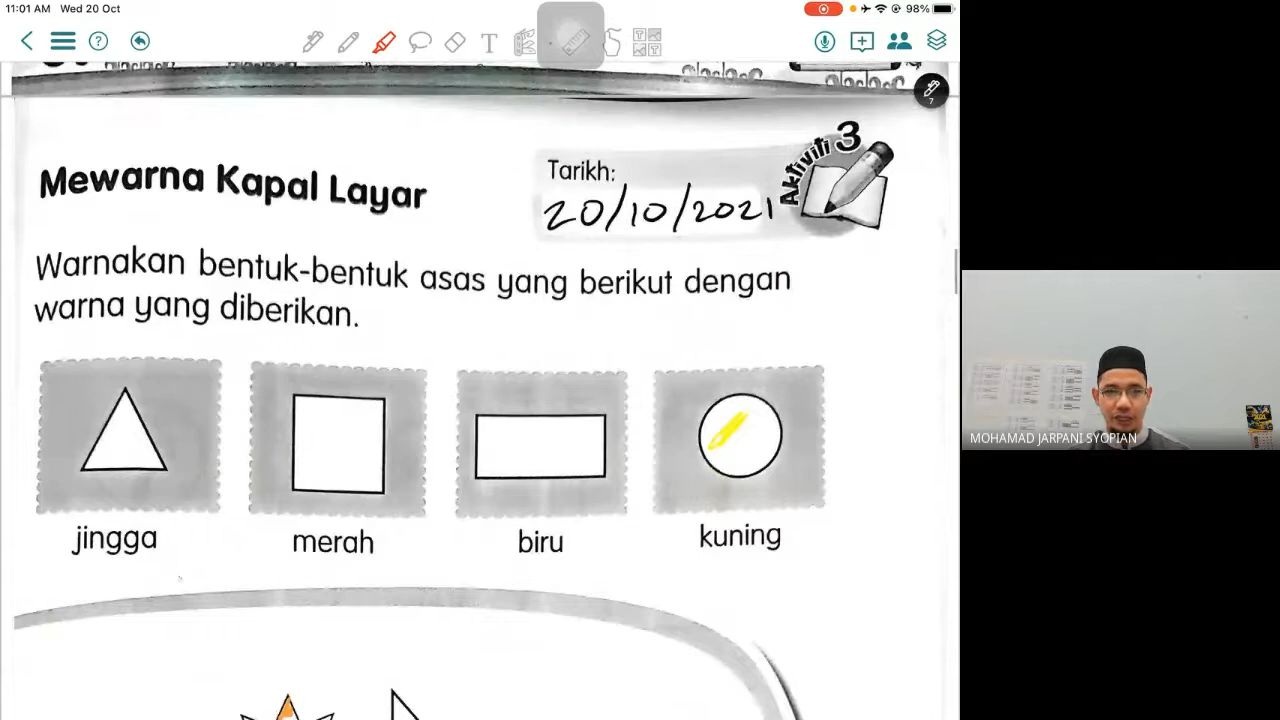 11:01 AM Wed 20 Oct
98%
7
Mewarna Kapal Layar
Tarikh:
20/10/2021
Aktiviti 3
Warnakan bentuk-bentuk asas yang berikut dengan
warna yang diberikan.
jingga
merah
biru
kuning
MOHAMAD JARPANI SYOPIAN